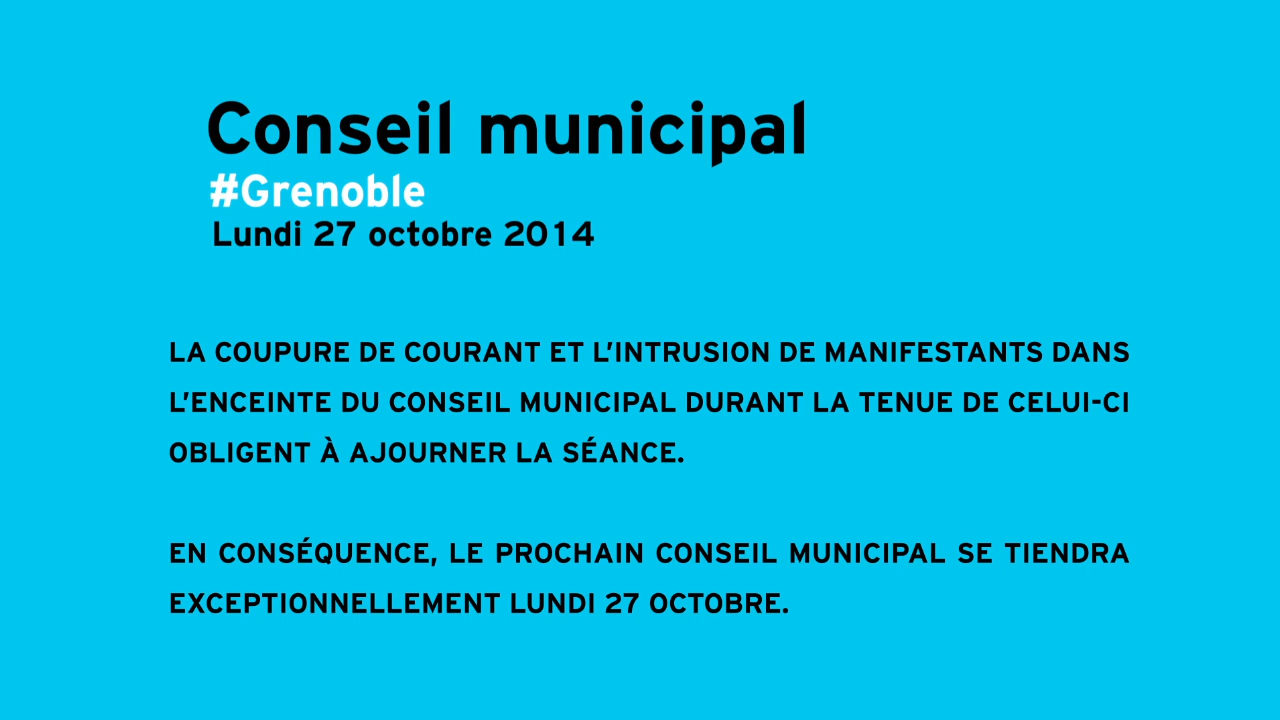 Conseil municipal
#Grenoble
Lundi 27 octobre 2014
LA COUPURE DE COURANT ET L'INTRUSION DE MANIFESTANTS DANS
L'ENCEINTE DU CONSEIL MUNICIPAL DURANT LA TENUE DE CELUI-CI
OBLIGENT À AJOURNER LA SÉANCE.
EN CONSÉQUENCE, LE PROCHAIN CONSEIL MUNICIPAL SE TIENDRA
EXCEPTIONNELLEMENT LUNDI 27 OCTOBRE.